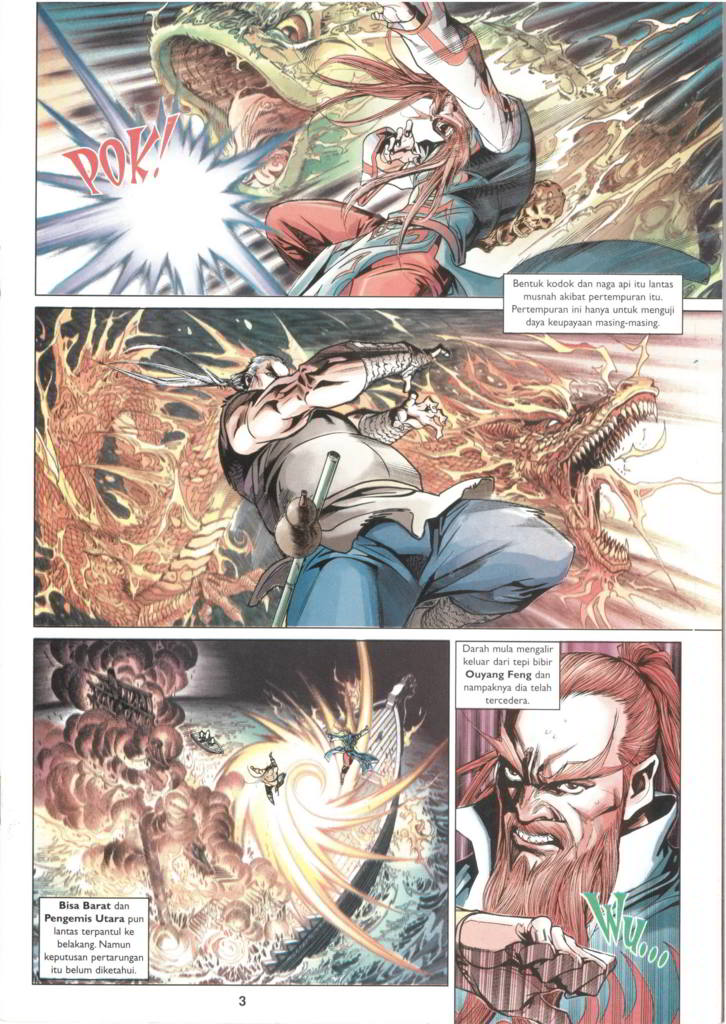 POK!
Bentuk kodok dan naga api itu lantas
musnah akibat pertempuran itu.
Pertempuran ini hanya untuk menguji
daya keupayaan masing-masing.
Bisa Barat dan
Pengemis Utara pun
lantas terpantul ke
belakang. Namun
keputusan pertarungan
itu belum diketahui.
Darah mula mengalir
keluar dari tepi bibir
Ouyang Feng dan
nampaknya dia telah
tercedera.
WU...
3